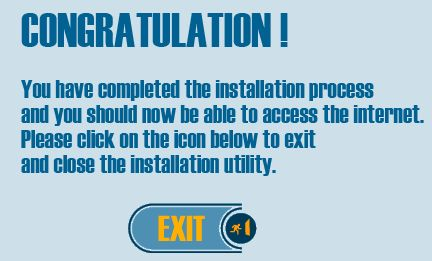 CONGRATULATION !
You have completed the installation process
and you should now be able to access the internet.
Please click on the icon below to exit
and close the installation utility.
EXIT